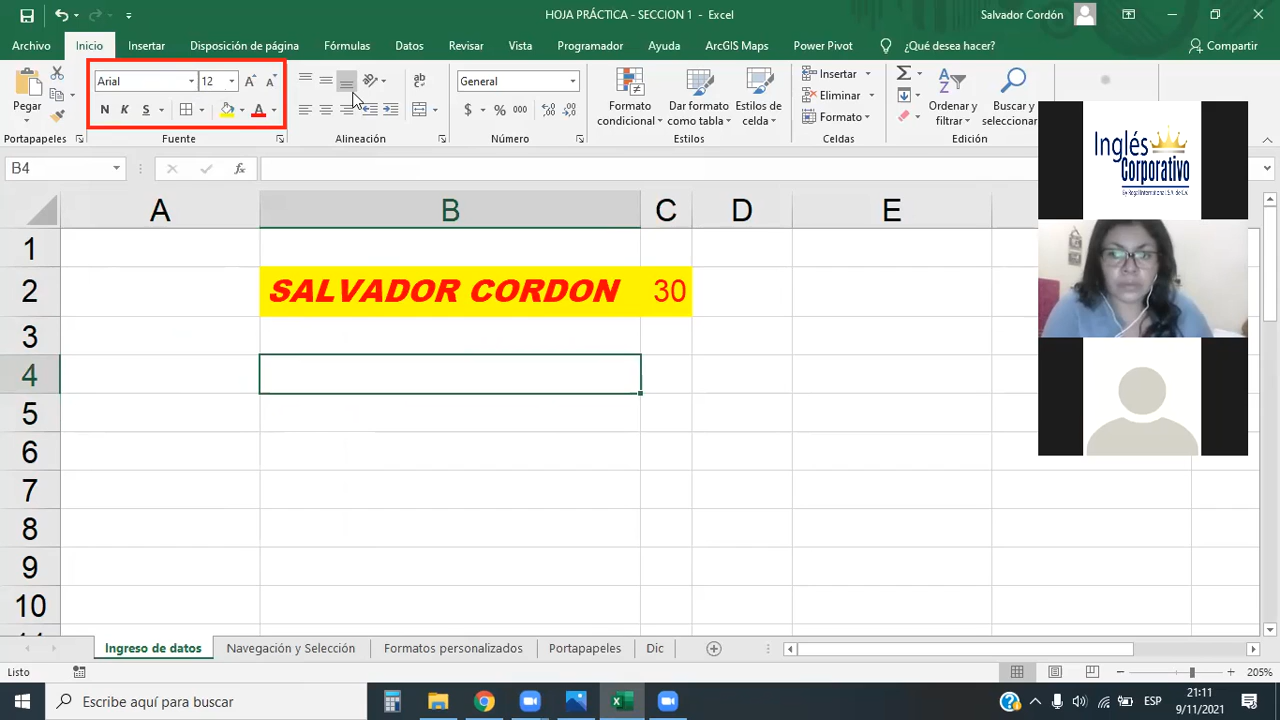 HOJA PRÁCTICA - SECCION 1 - Excel
Salvador Cordón
Archivo Inicio Insertar Disposición de página Fórmulas Datos Revisar Vista Programador Ayuda ArcGIS Maps Power Pivot ¿Qué desea hacer? Compartir
Pegar
Arial 12
N K S
General
$ % 000
Formato condicional
Dar formato como tabla
Estilos de celda
Insertar
Eliminar
Formato
Ordenar y filtrar
Buscar y seleccionar
Portapapeles Fuente Alineación Número Estilos Celdas Edición
B4 fx
A B C D E
1
2 SALVADOR CORDON 30
3
4
5
6
7
8
9
10
Inglés
Corporativo
Ingreso de datos Navegación y Selección Formatos personalizados Portapapeles Dic
Listo 205%
Escribe aquí para buscar
ESP
21:11
9/11/2021